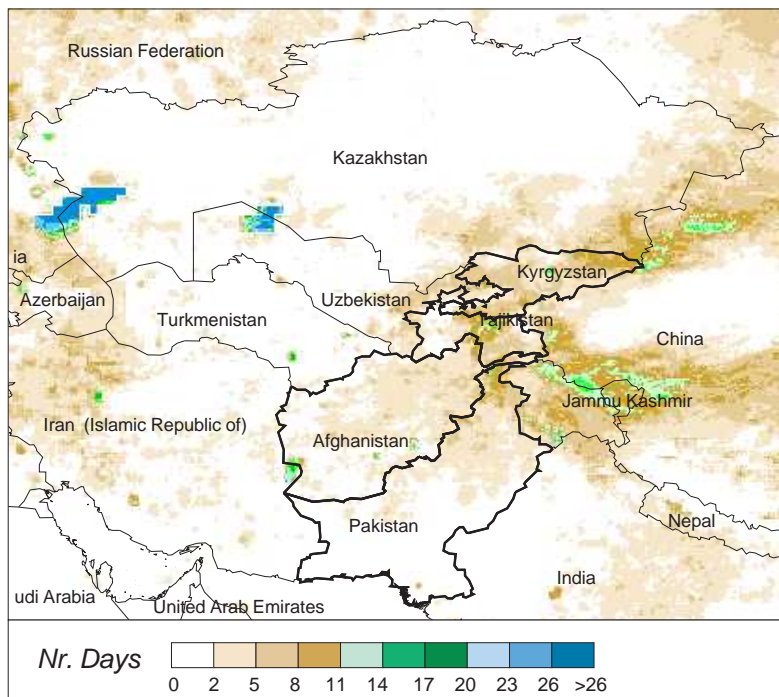 Russian Federation
Kazakhstan
ia
Kyrgyzstan
Azerbaijan
Uzbekistan
Turkmenistan
Tajikistan
China
Jammu Kashmir
Iran (Islamic Republic of)
Afghanistan
Pakistan
Nepal
India
udi Arabia
United Arab Emirates
Nr. Days
0 2 5 8 11 14 17 20 23 26 >26